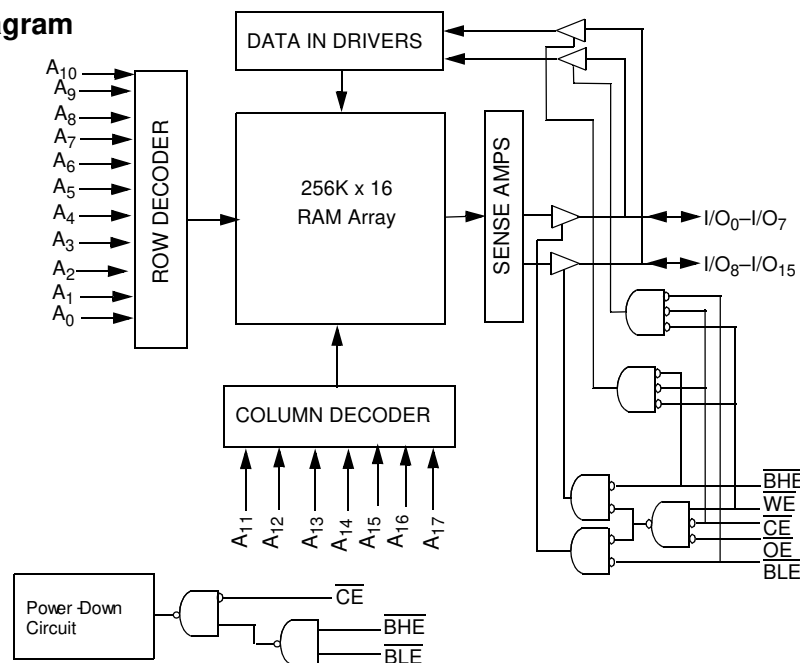 agram
DATA IN DRIVERS
A10
A9
A8
A7
A6
A5
A4
A3
A2
A1
A0
ROW DECODER
256K x 16
RAM Array
SENSE AMPS
I/O0–I/O7
I/O8–I/O15
COLUMN DECODER
A11
A12
A13
A14
A15
A16
A17
BHE
WE
CE
OE
BLE
Power-Down
Circuit
CE
BHE
BLE